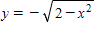 y = −√(2−x²)